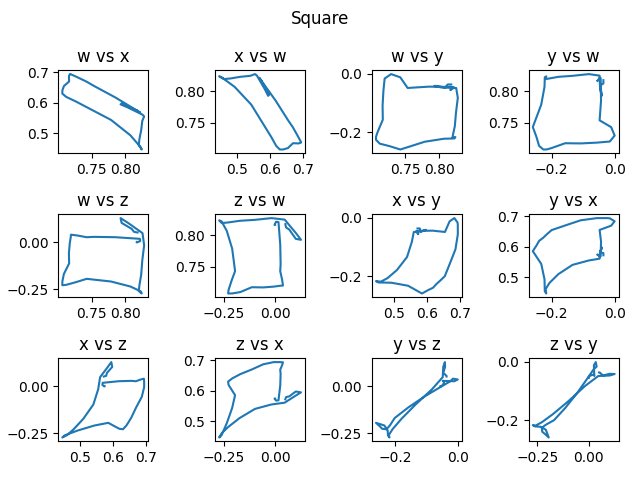 Square
w vs x
x vs w
w vs y
y vs w
0.7
0.6
0.5
0.75 0.80
0.80
0.75
0.5 0.6 0.7
0.0
−0.2
0.75 0.80
0.80
0.75
−0.2 0.0
w vs z
z vs w
x vs y
y vs x
0.00
−0.25
0.75 0.80
0.80
0.75
−0.25 0.00
0.0
−0.2
0.5 0.6 0.7
0.7
0.6
0.5
−0.2 0.0
x vs z
z vs x
y vs z
z vs y
0.00
−0.25
0.5 0.6 0.7
0.7
0.6
0.5
−0.25 0.00
0.00
−0.25
−0.2 0.0
0.0
−0.2
−0.25 0.00